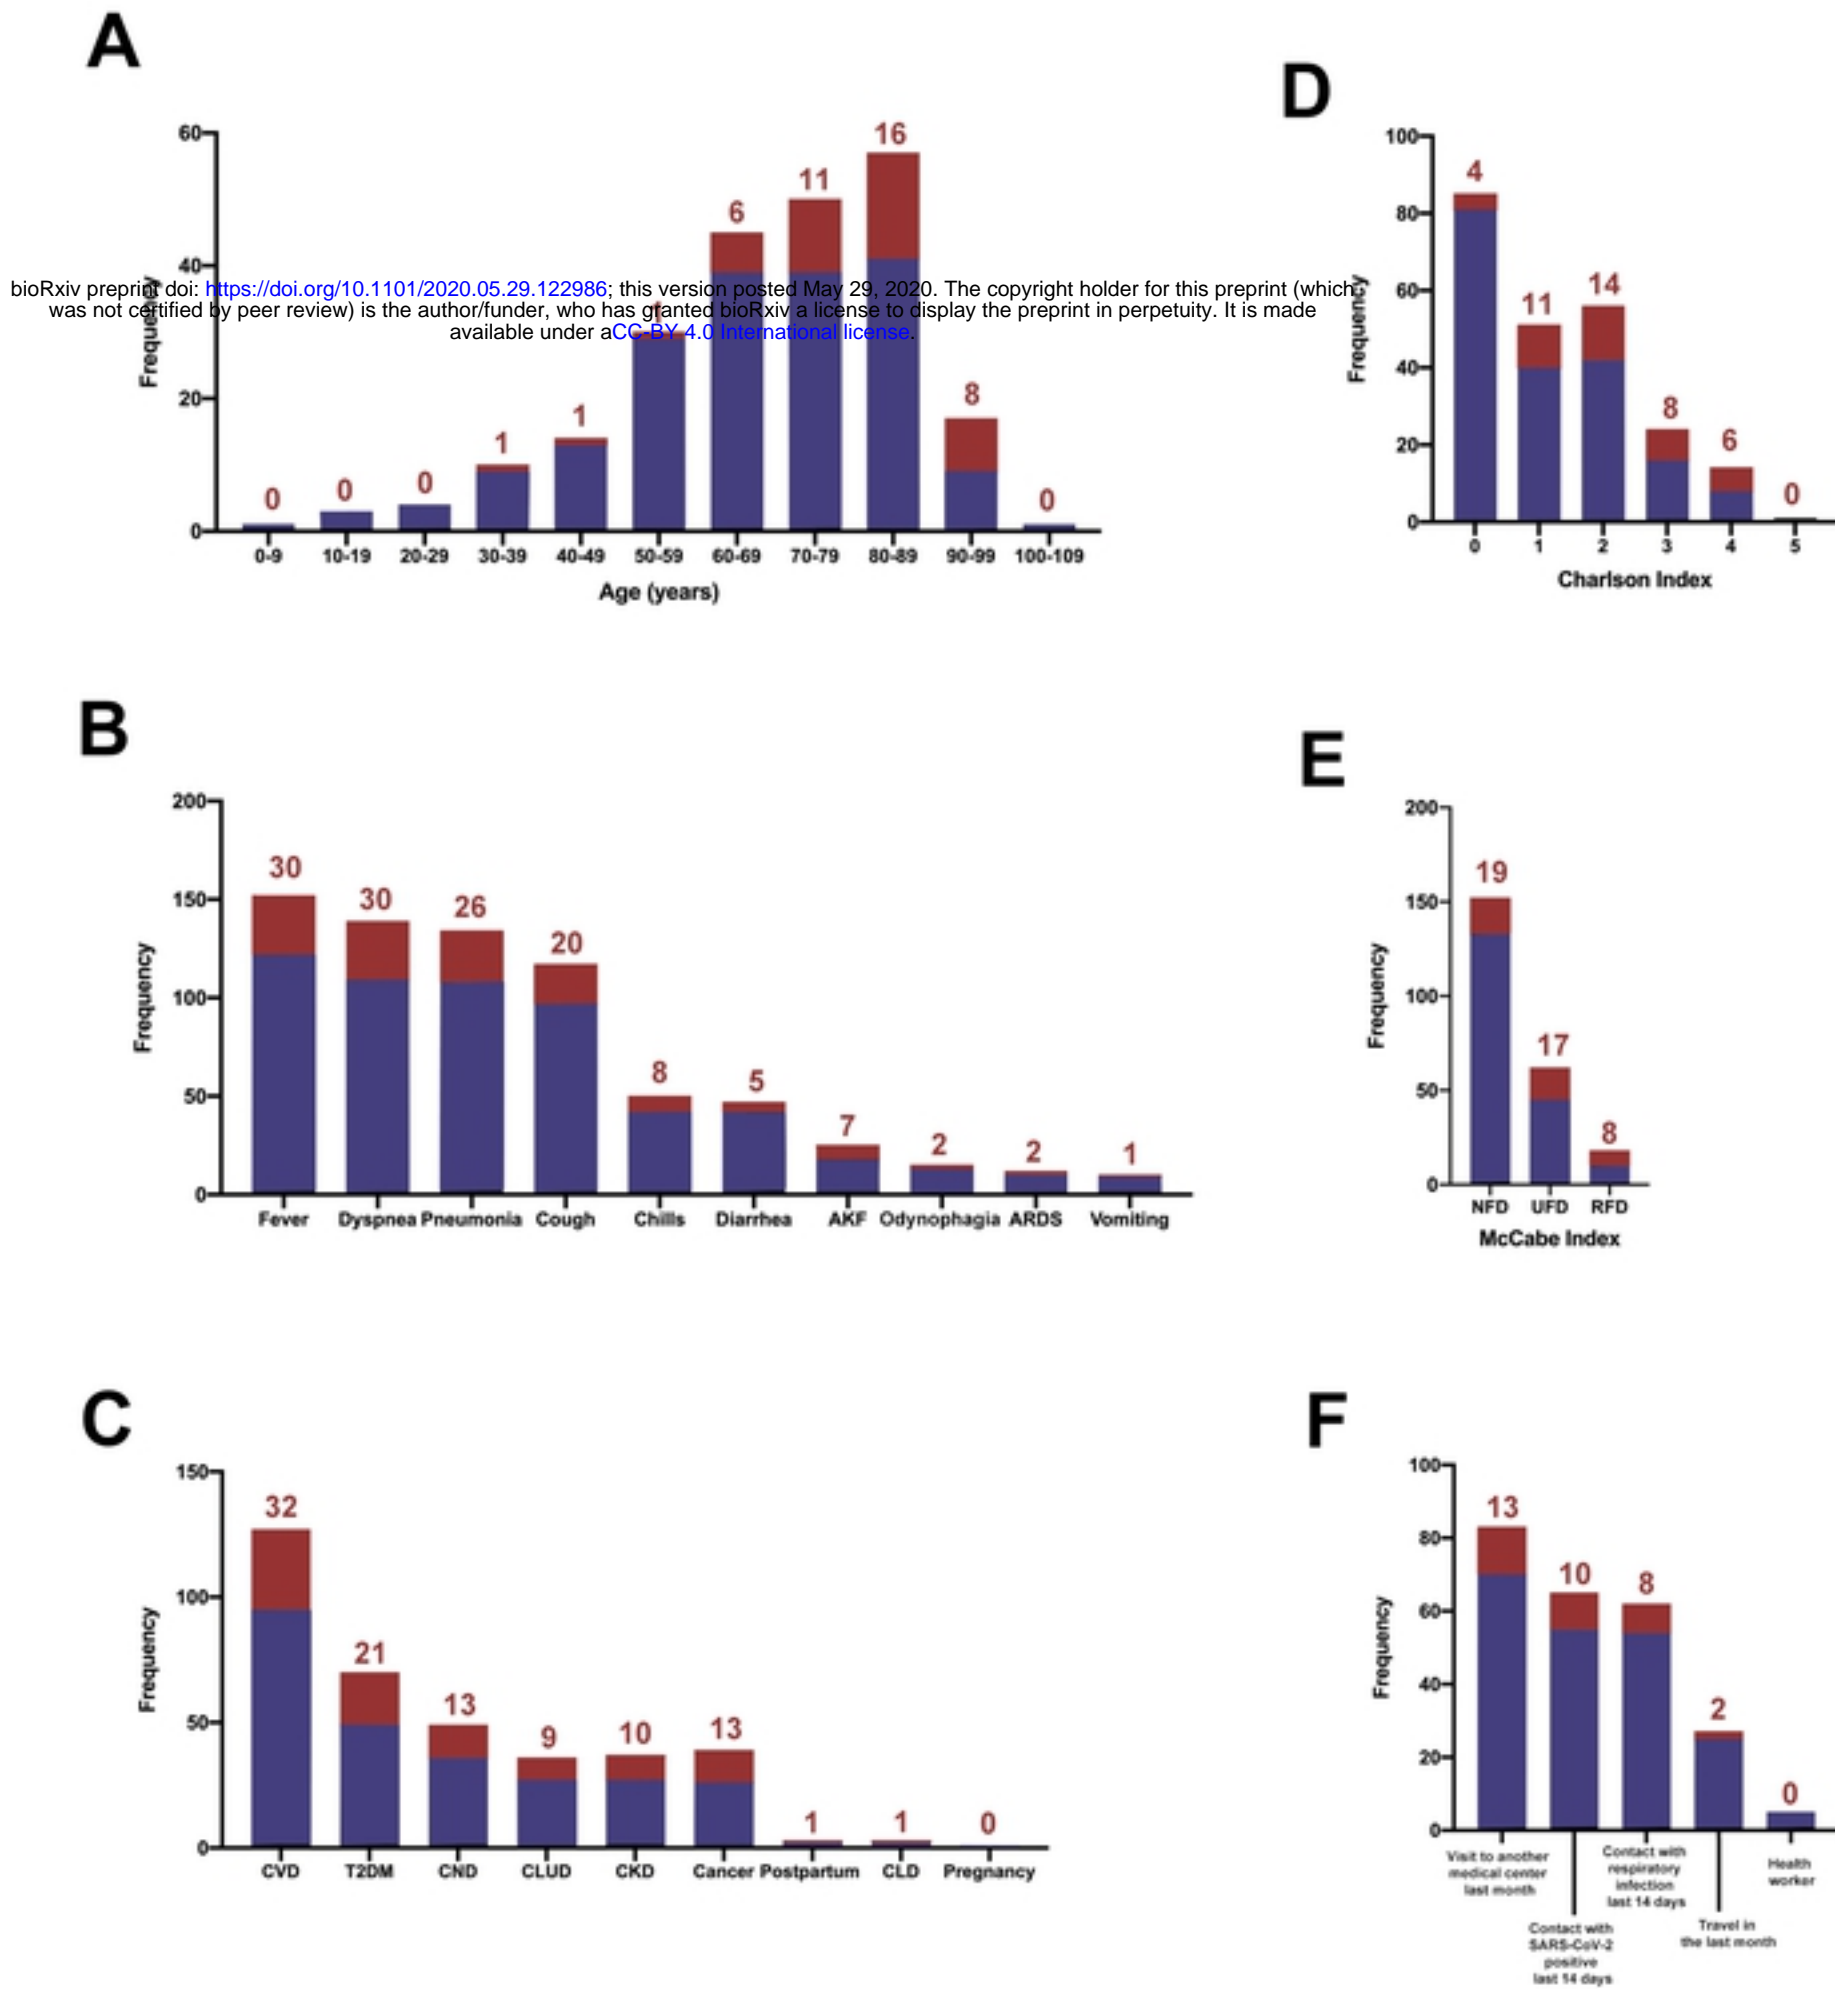 A
60
40
20
0
Frequency
0
0
0
1
1
1
6
11
16
8
0
0-9 10-19 20-29 30-39 40-49 50-59 60-69 70-79 80-89 90-99 100-109
Age (years)
bioRxiv preprint doi: https://doi.org/10.1101/2020.05.29.122986; this version posted May 29, 2020. The copyright holder for this preprint (which
was not certified by peer review) is the author/funder, who has granted bioRxiv a license to display the preprint in perpetuity. It is made
available under aCC-BY 4.0 International license.
D
100
80
60
40
20
0
Frequency
4
11
14
8
6
0
0 1 2 3 4 5
Charlson Index
B
200
150
100
50
0
Frequency
30
30
26
20
8
5
7
2
2
1
Fever Dyspnea Pneumonia Cough Chills Diarrhea AKF Odynophagia ARDS Vomiting
E
200
150
100
50
0
Frequency
19
17
8
NFD UFD RFD
McCabe Index
C
150
100
50
0
Frequency
32
21
13
9
10
13
1
1
0
CVD T2DM CND CLUD CKD Cancer Postpartum CLD Pregnancy
F
100
80
60
40
20
0
Frequency
13
10
8
2
0
Visit to another
medical center
last month
Contact with
SARS-CoV-2
positive
last 14 days
Contact with
respiratory
infection
last 14 days
Travel in
the last month
Health
worker